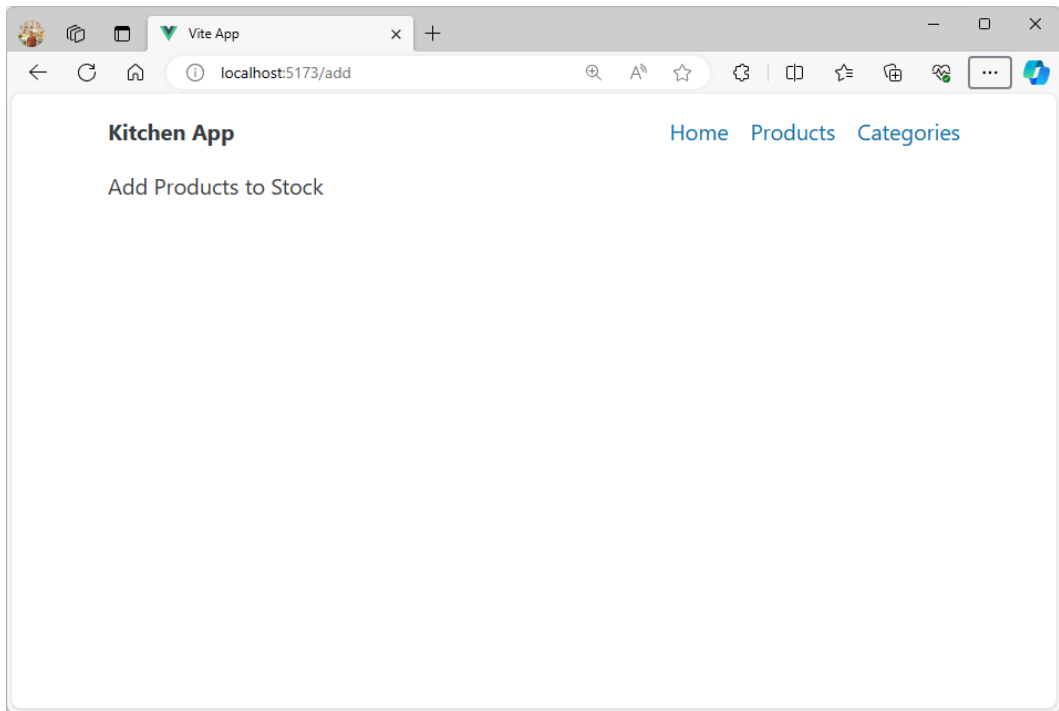 Vite App
localhost:5173/add
Kitchen App
Home Products Categories
Add Products to Stock